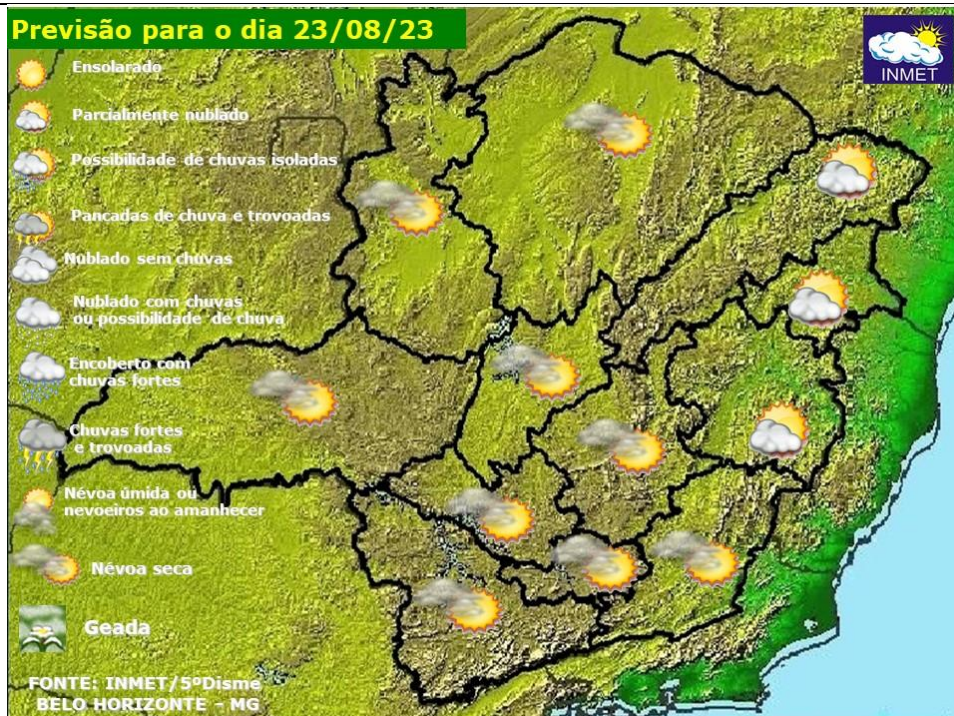 Previsão para o dia 23/08/23
INMET
Ensolarado
Parcialmente nublado
Possibilidade de chuvas isoladas
Pancadas de chuva e trovoadas
Nublado sem chuvas
Nublado com chuvas
ou possibilidade de chuva
Encoberto com
chuvas fortes
Chuvas fortes
e trovoadas
Névoa úmida ou
nevoeiros ao amanhecer
Névoa seca
Geada
FONTE: INMET/5ºDisme
BELO HORIZONTE - MG